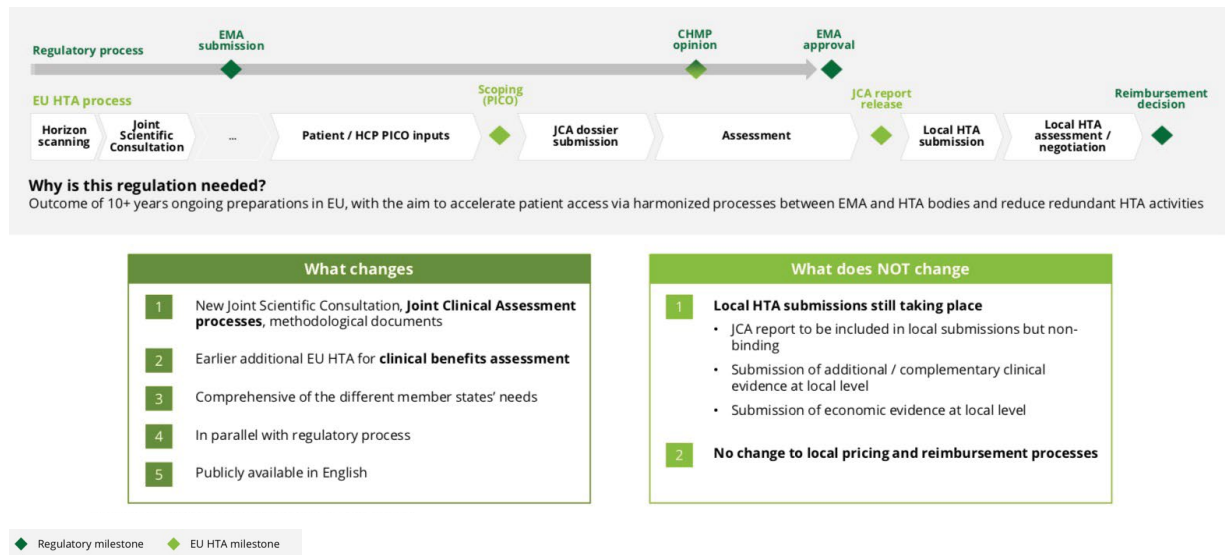 EMA
submission
CHMP
opinion
EMA
approval
Regulatory process
EU HTA process
Scoping
(PICO)
JCA report
release
Reimbursement
decision
Horizon
scanning
Joint
Scientific
Consultation
...
Patient / HCP PICO inputs
JCA dossier
submission
Assessment
Local HTA
submission
Local HTA
assessment /
negotiation
Why is this regulation needed?
Outcome of 10+ years ongoing preparations in EU, with the aim to accelerate patient access via harmonized processes between EMA and HTA bodies and reduce redundant HTA activities
What changes
1 New Joint Scientific Consultation, Joint Clinical Assessment
processes, methodological documents
2 Earlier additional EU HTA for clinical benefits assessment
3 Comprehensive of the different member states' needs
4 In parallel with regulatory process
5 Publicly available in English
What does NOT change
1 Local HTA submissions still taking place
• JCA report to be included in local submissions but non-
binding
• Submission of additional / complementary clinical
evidence at local level
• Submission of economic evidence at local level
2 No change to local pricing and reimbursement processes
Regulatory milestone
EU HTA milestone